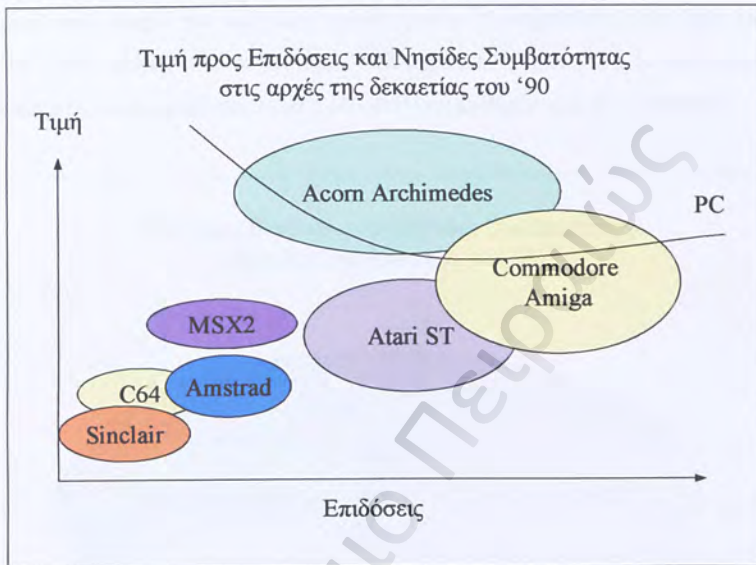 Τιμή προς Επιδόσεις και Νησίδες Συμβατότητας
στις αρχές της δεκαετίας του ‘90
Τιμή
Acorn Archimedes
PC
Commodore
Amiga
MSX2
Atari ST
C64
Amstrad
Sinclair
Επιδόσεις
Πειραιώς